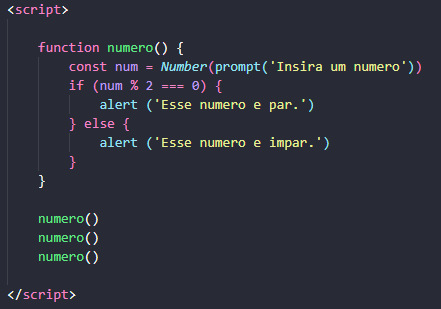 <script>
function numero() {
const num = Number(prompt('Insira um numero'))
if (num % 2 === 0) {
alert ('Esse numero e par.')
} else {
alert ('Esse numero e impar.')
}
}
numero()
numero()
numero()
</script>